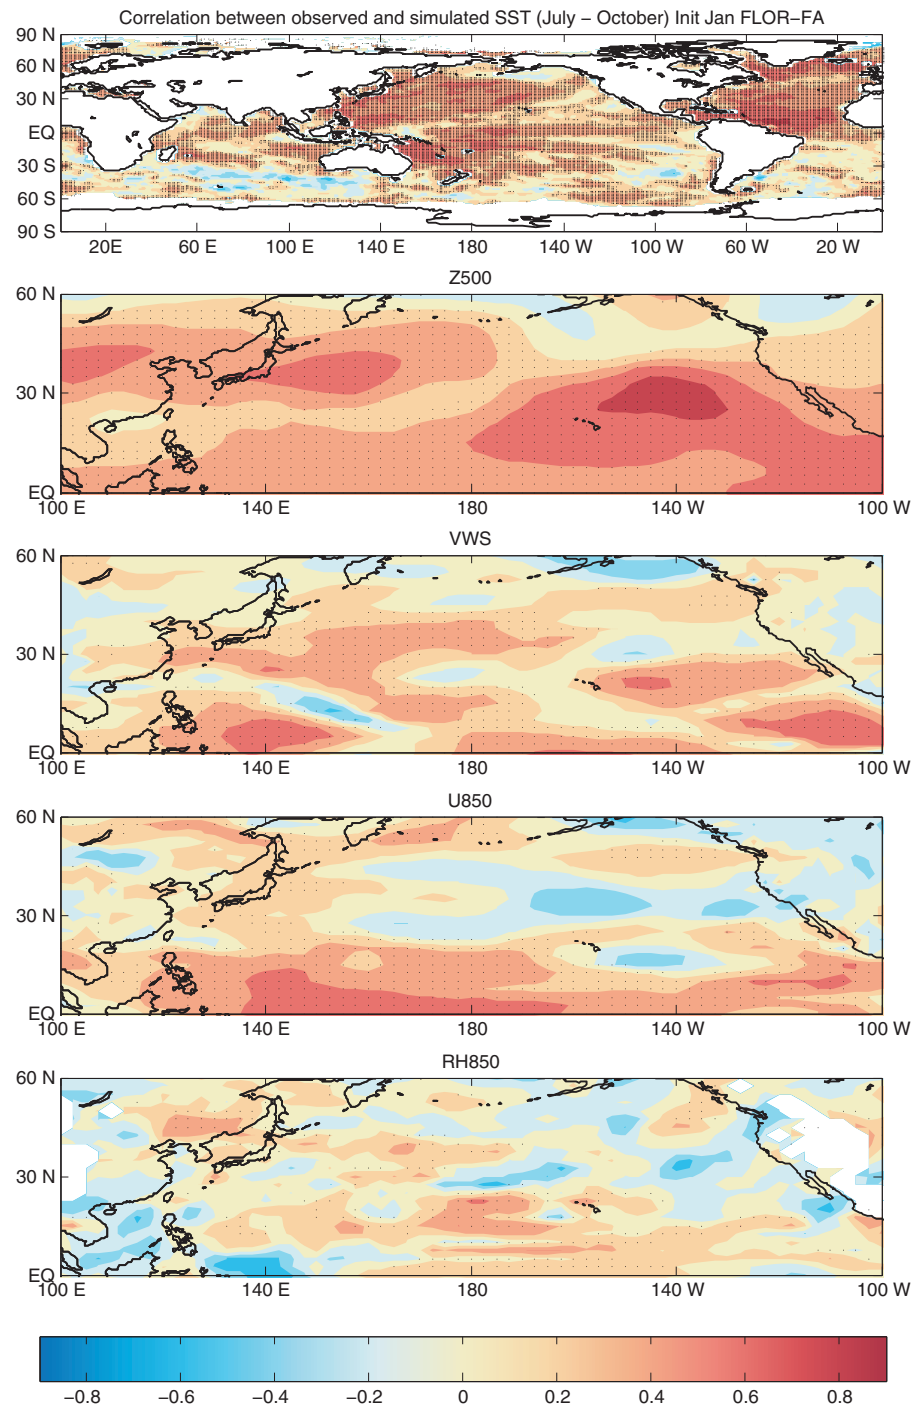 Correlation between observed and simulated SST (July − October) Init Jan FLOR−FA
90 N
60 N
30 N
EQ
30 S
60 S
90 S
20E 60 E 100 E 140 E 180 140 W 100 W 60 W 20 W
Z500
60 N
30 N
EQ
100 E 140 E 180 140 W 100 W
VWS
60 N
30 N
EQ
100 E 140 E 180 140 W 100 W
U850
60 N
30 N
EQ
100 E 140 E 180 140 W 100 W
RH850
60 N
30 N
EQ
100 E 140 E 180 140 W 100 W
−0.8 −0.6 −0.4 −0.2 0 0.2 0.4 0.6 0.8